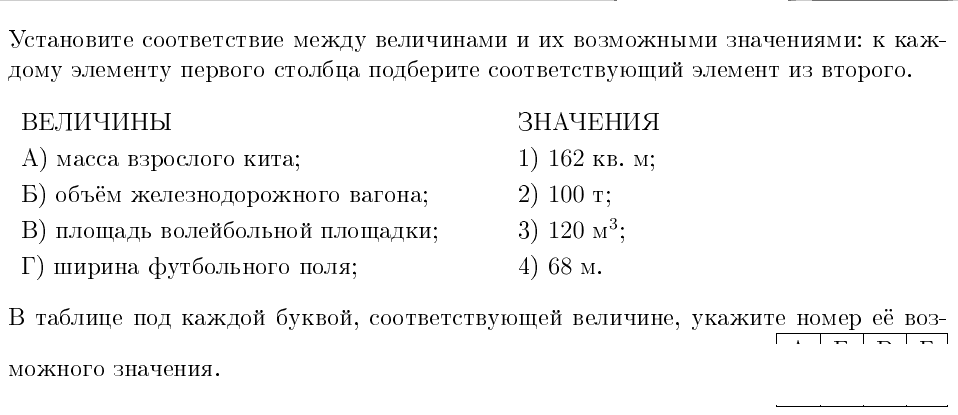 Установите соответствие между величинами и их возможными значениями: к каж-
дому элементу первого столбца подберите соответствующий элемент из второго.
ВЕЛИЧИНЫ ЗНАЧЕНИЯ
А) масса взрослого кита; 1) 162 кв. м;
Б) объём железнодорожного вагона; 2) 100 т;
В) площадь волейбольной площадки; 3) 120 м³;
Г) ширина футбольного поля; 4) 68 м.
В таблице под каждой буквой, соответствующей величине, укажите номер её воз-
можного значения.